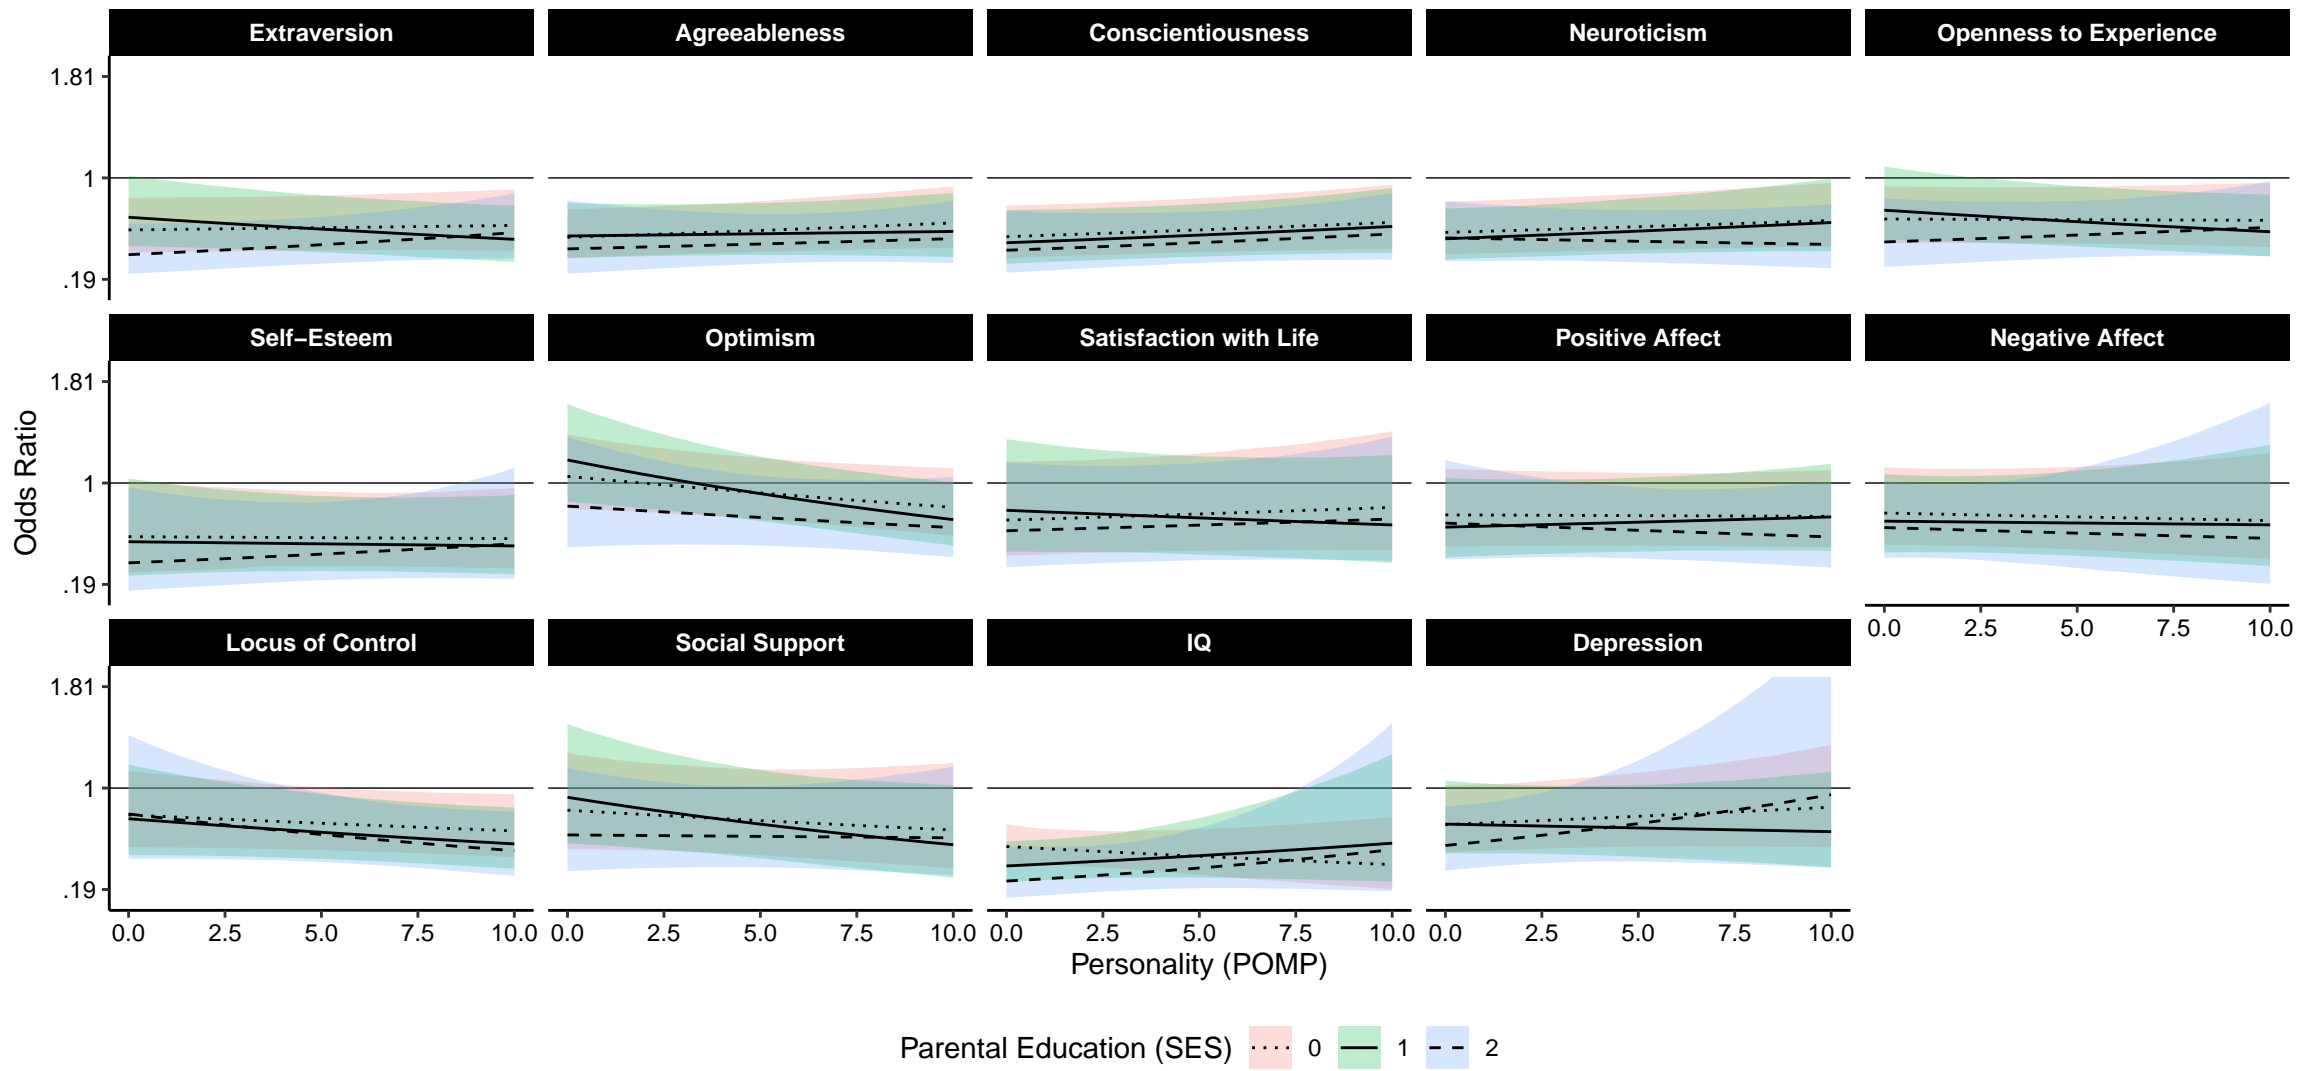 Extraversion Agreeableness Conscientiousness Neuroticism Openness to Experience
1.81
1
.19
Self−Esteem Optimism Satisfaction with Life Positive Affect Negative Affect
1.81
1
.19
0.0 2.5 5.0 7.5 10.0
Locus of Control Social Support IQ Depression
1.81
1
.19
0.0 2.5 5.0 7.5 10.0 0.0 2.5 5.0 7.5 10.0 0.0 2.5 5.0 7.5 10.0 0.0 2.5 5.0 7.5 10.0
Odds Ratio
Personality (POMP)
Parental Education (SES) 0 1 2